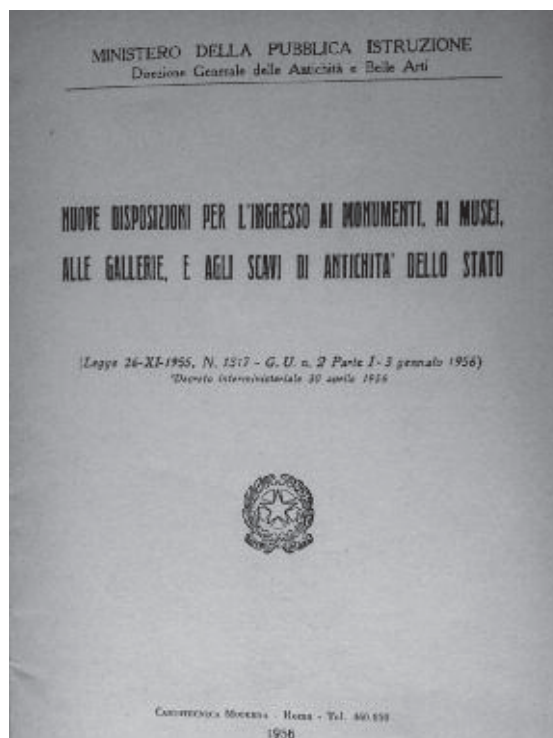 MINISTERO DELLA PUBBLICA ISTRUZIONE
Direzione Generale delle Antichità e Belle Arti
NUOVE DISPOSIZIONI PER L'INGRESSO AI MONUMENTI, AI MUSEI,
ALLE GALLERIE, E AGLI SCAVI DI ANTICHITA' DELLO STATO
(Legge 26-XI-1955, N. 1317 - G. U. n. 2 Parte I - 3 gennaio 1956)
Decreto interministeriale 30 aprile 1956
CARTOTECNICA MODERNA - ROMA - Tel.
1956